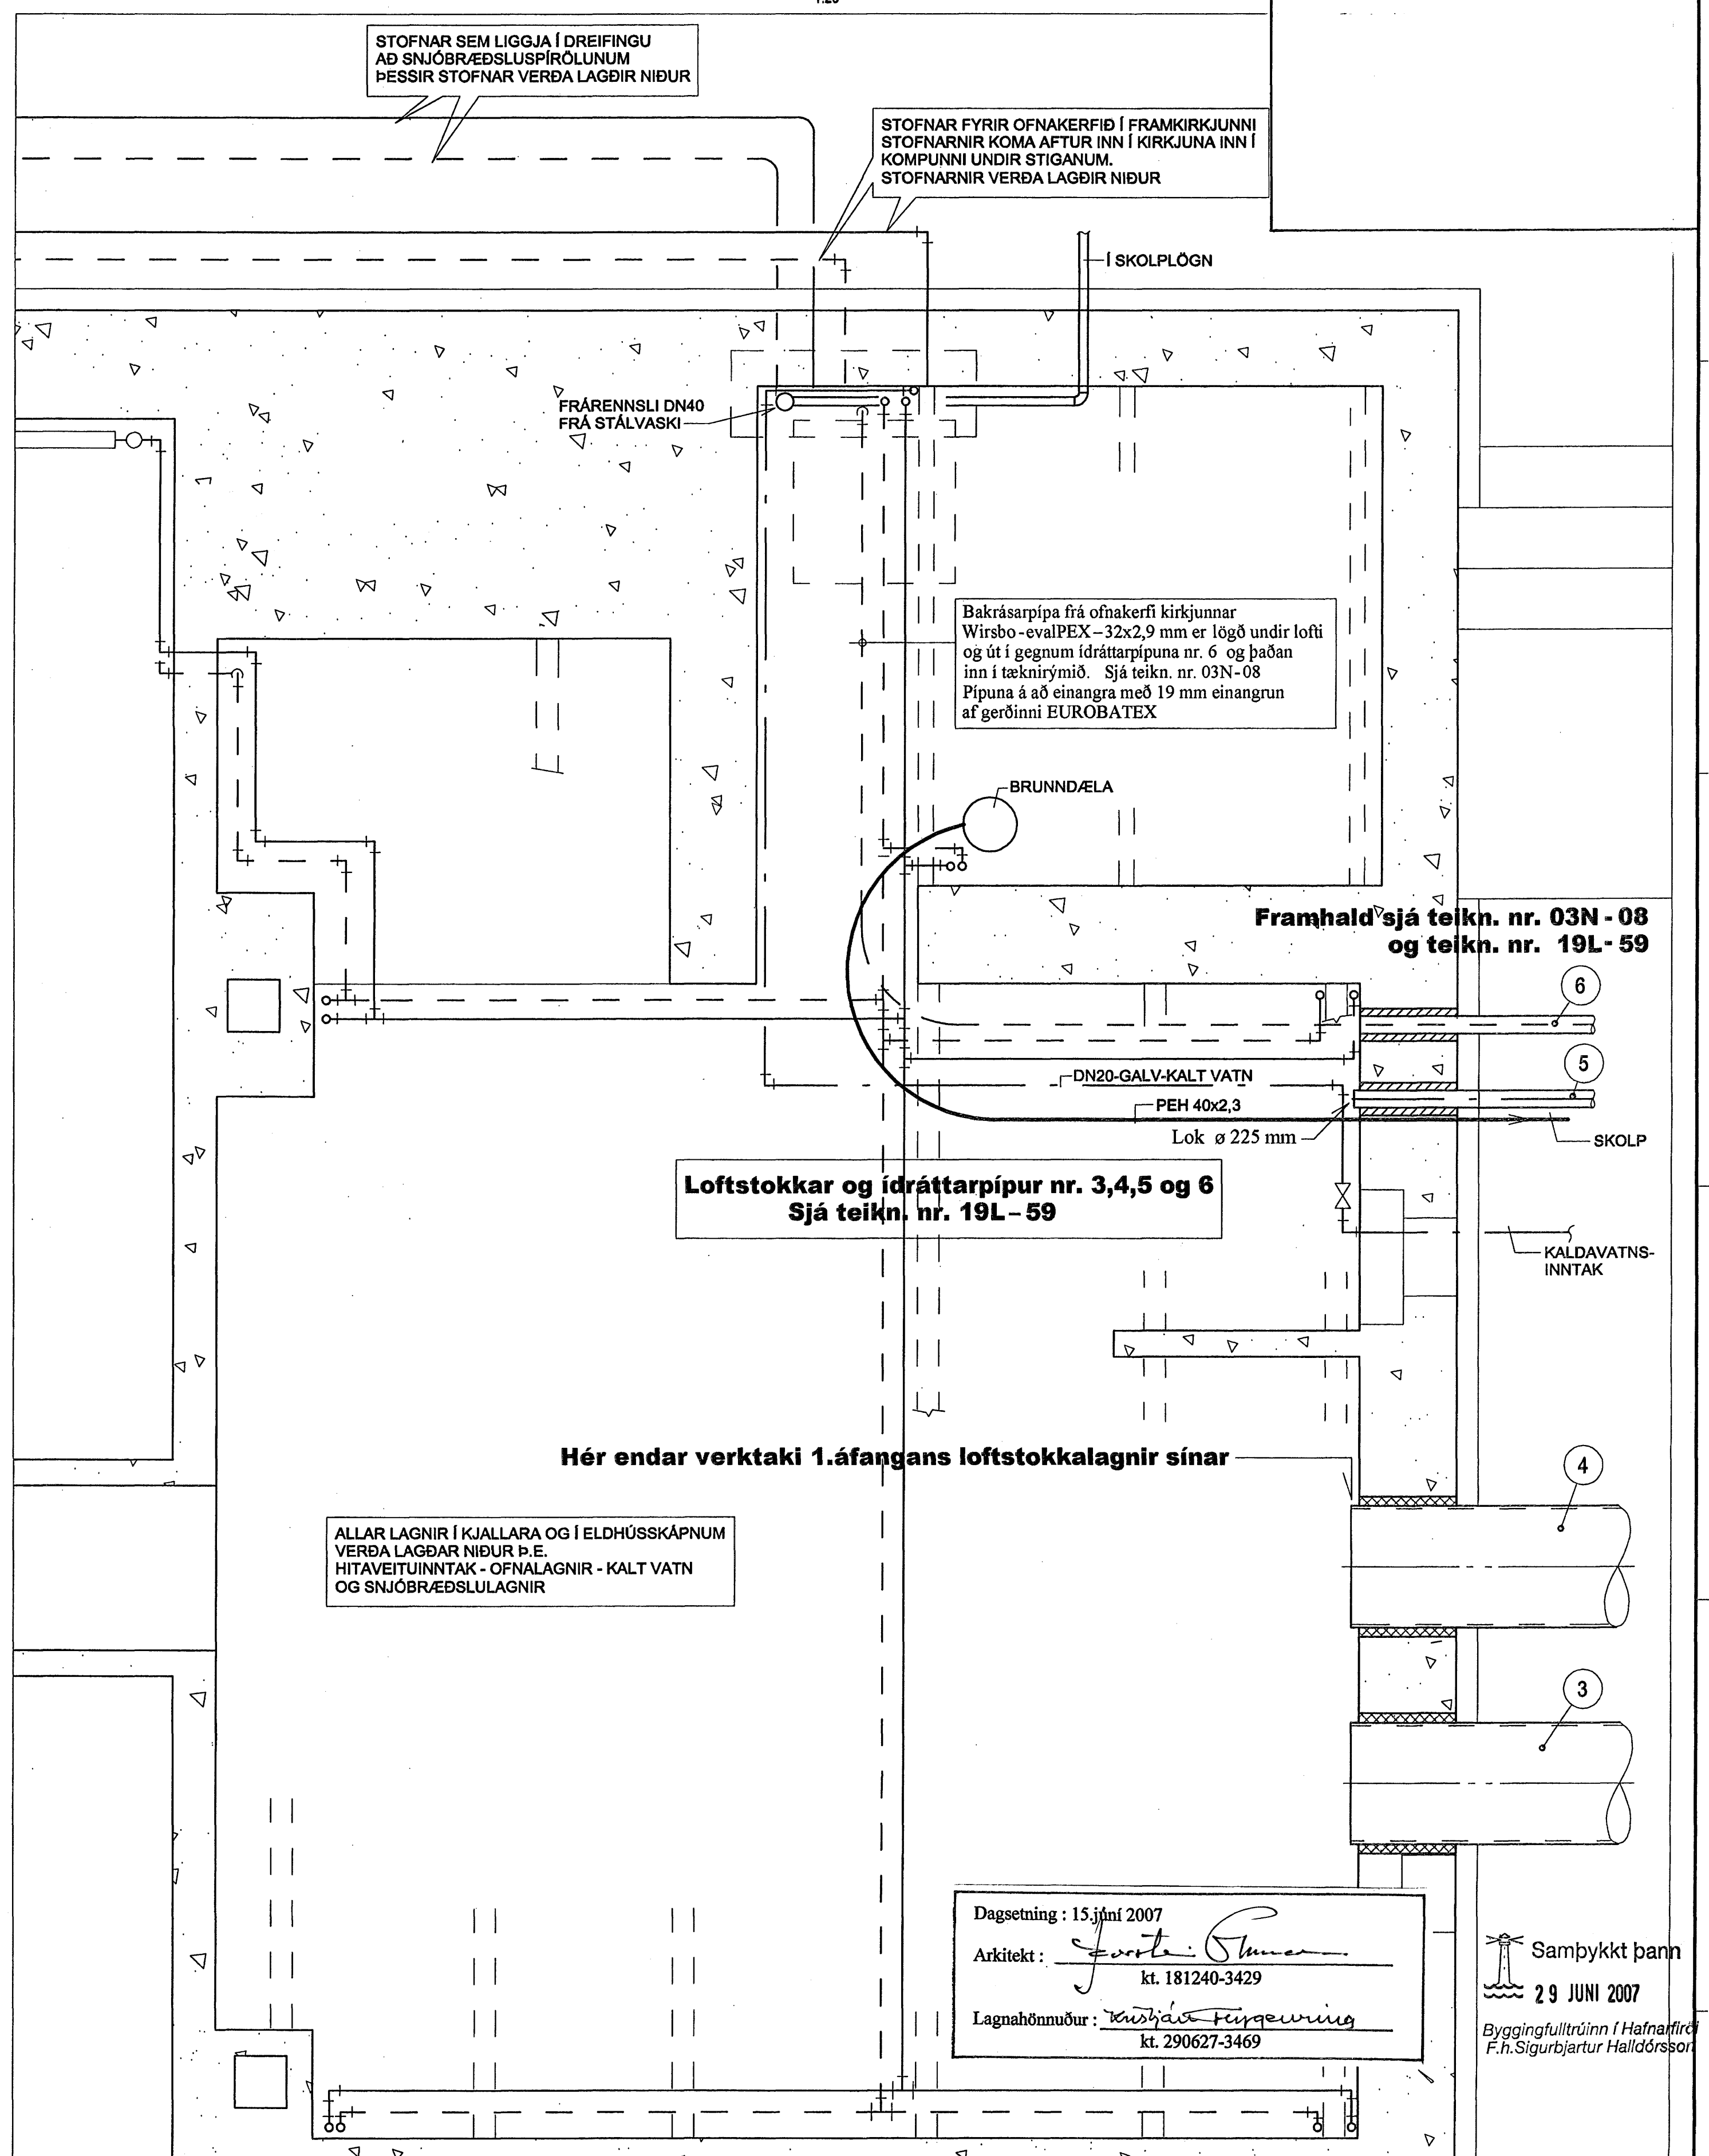 1:20
STOFNAR SEM LIGGJA Í DREIFINGU
AÐ SNJÓBRÆÐSLUSPÍRÖLUNUM
ÞESSIR STOFNAR VERÐA LAGÐIR NIÐUR
STOFNAR FYRIR OFNAKERFIÐ Í FRAMKIRKJUNNI
STOFNARNIR KOMA AFTUR INN Í KIRKJUNA INN Í
KOMPUNNI UNDIR STIGANUM.
STOFNARNIR VERÐA LAGÐIR NIÐUR
Í SKOLPLÖGN
FRÁRENNSLI DN40
FRÁ STÁLVASKI
Bakrásarpípa frá ofnakerfi kirkjunnar
Wirsbo-evalPEX–32x2,9 mm er lögð undir lofti
og út í gegnum ídráttarpípuna nr. 6 og þaðan
inn í tæknirýmið. Sjá teikn. nr. 03N-08
Pípuna á að einangra með 19 mm einangrun
af gerðinni EUROBATEX
BRUNNDÆLA
Framhald sjá teikn. nr. 03N - 08
og teikn. nr. 19L- 59
6
5
DN20-GALV-KALT VATN
PEH 40x2,3
Lok ø 225 mm
SKOLP
Loftstokkar og ídráttarpípur nr. 3,4,5 og 6
Sjá teikn. nr. 19L–59
KALDAVATNS-
INNTAK
Hér endar verktaki 1.áfangans loftstokkalagnir sínar
4
ALLAR LAGNIR Í KJALLARA OG Í ELDHÚSSKÁPNUM
VERÐA LAGÐAR NIÐUR Þ.E.
HITAVEITUINNTAK - OFNALAGNIR - KALT VATN
OG SNJÓBRÆÐSLULAGNIR
3
Dagsetning : 15.júní 2007
Arkitekt :
kt. 181240-3429
Lagnahönnuður : Kristján
kt. 290627-3469
Samþykkt þann
29 JUNI 2007
Byggingfulltrúinn í Hafnarfirði
F.h.Sigurbjartur Halldórsson